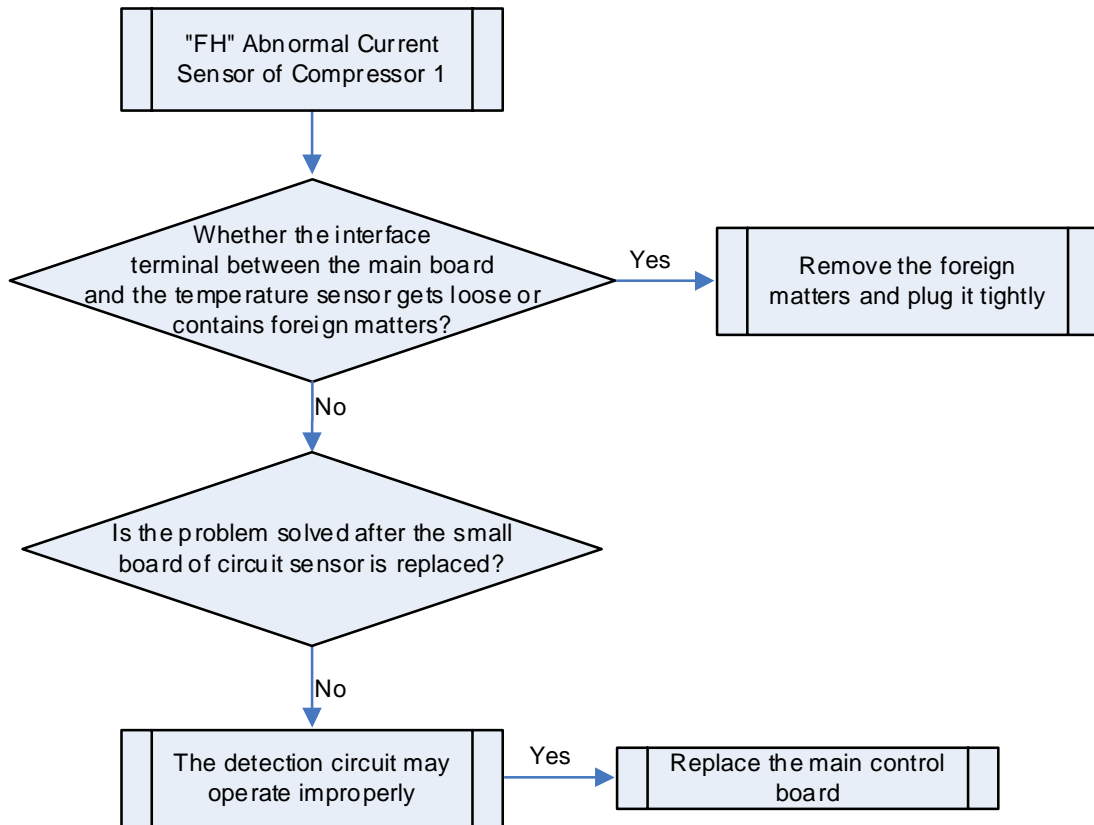 "FH" Abnormal Current
Sensor of Compressor 1
Whether the interface
terminal between the main board
and the temperature sensor gets loose or
contains foreign matters?
Yes
Remove the foreign
matters and plug it tightly
No
Is the problem solved after the small
board of circuit sensor is replaced?
No
The detection circuit may
operate improperly
Yes
Replace the main control
board